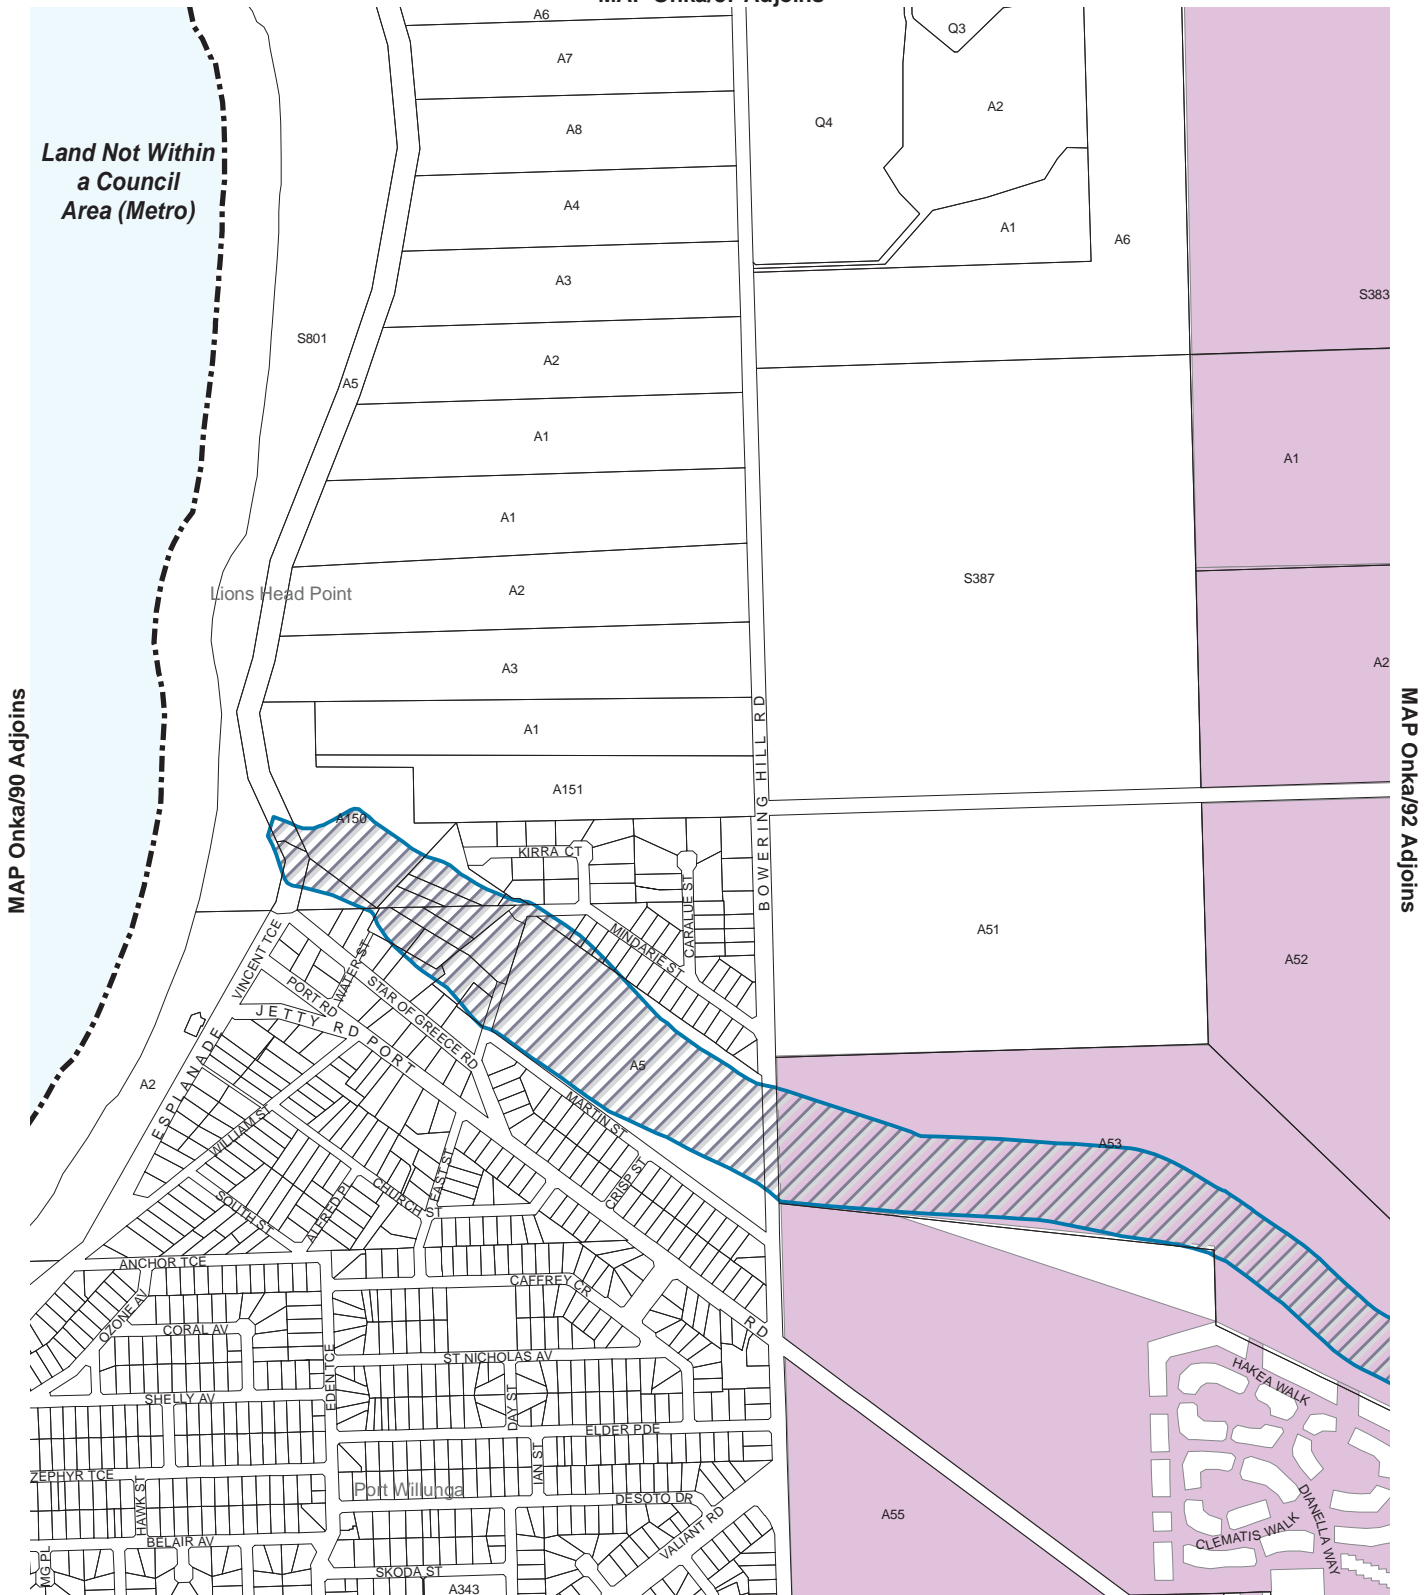 A6
Q3
A7
A2
Q4
A8
Land Not Within
a Council
Area (Metro)
A4
A1
A6
A3
S383
S801
A2
A5
A1
A1
A1
S387
A2
Lions Head Point
A3
A2
MAP Onka/90 Adjoins
MAP Onka/92 Adjoins
A1
BOWERING HILL RD
A151
A150
KIRRA CT
CARALUE ST
MINDARIE ST
A51
A52
VINCENT TCE
WATER ST
PORT RD
STAR OF GREECE RD
JETTY RD
PORT
RD
A5
A2
ESPLANADE
MARTIN ST
WILLIAM ST
A53
EAST ST
CRISP ST
CHURCH ST
ALFRED PL
SOUTH ST
ANCHOR TCE
CAFFREY CR
OZONE AV
CORAL AV
ST NICHOLAS AV
EDEN TCE
HAKEA WALK
SHELLY AV
DAY ST
ELDER PDE
IAN ST
ZEPHYR TCE
HAWK ST
Port Willunga
DESOTO DR
A55
DIANELLA WAY
VALIANT RD
CLEMATIS WALK
BELAIR AV
MG PL
SKODA ST
A343